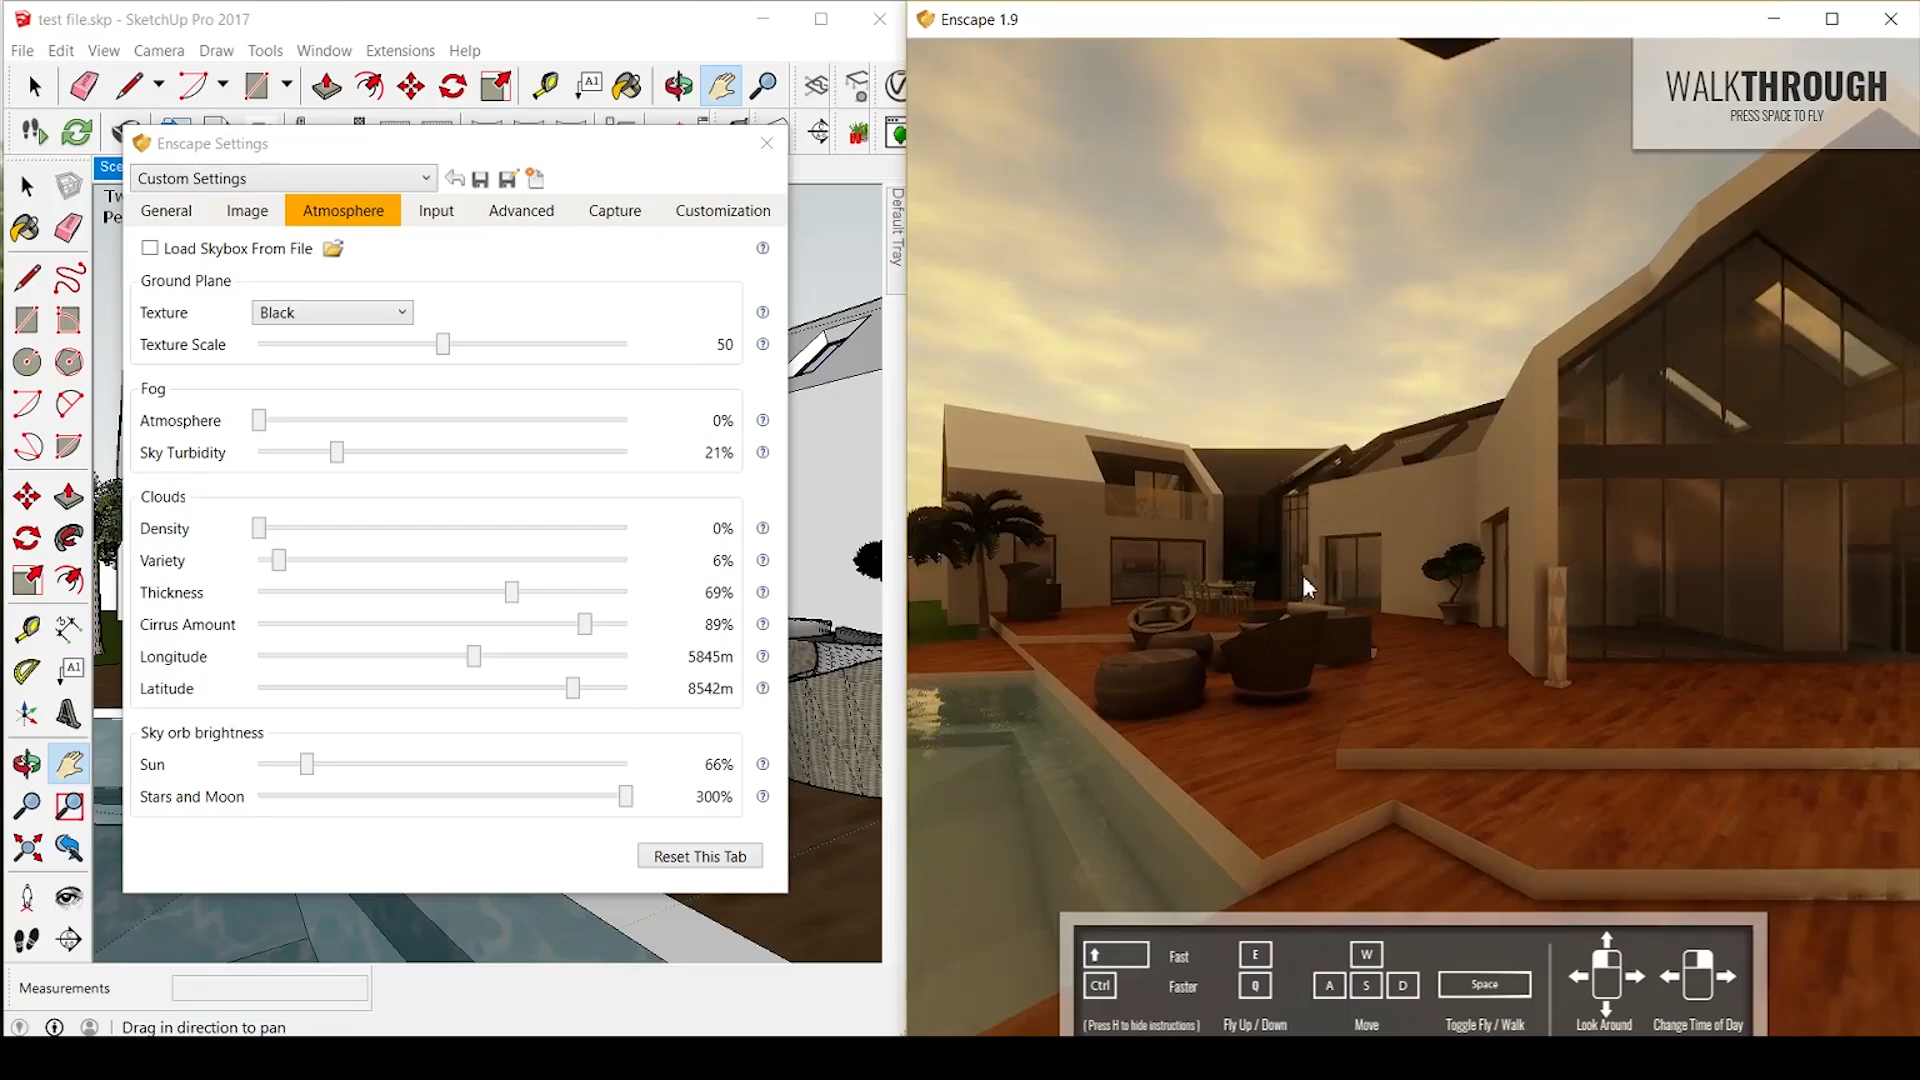 test file.skp - SketchUp Pro 2017
File Edit View Camera Draw Tools Window Extensions Help
A1
Enscape Settings
Custom Settings
General Image Atmosphere Input Advanced Capture Customization
Load Skybox From File
Ground Plane
Texture Black
Texture Scale 50
Fog
Atmosphere 0%
Sky Turbidity 21%
Clouds
Density 0%
Variety 6%
Thickness 69%
Cirrus Amount 89%
Longitude 5845m
Latitude 8542m
Sky orb brightness
Sun 66%
Stars and Moon 300%
Reset This Tab
Sce
Tw
Pe
A1
Default Tray
Measurements
Drag in direction to pan
Enscape 1.9
WALKTHROUGH
PRESS SPACE TO FLY
Fast
Ctrl Faster
(Press H to hide instructions)
E
Q
Fly Up / Down
W
A S D
Move
Space
Toggle Fly / Walk
Look Around
Change Time of Day